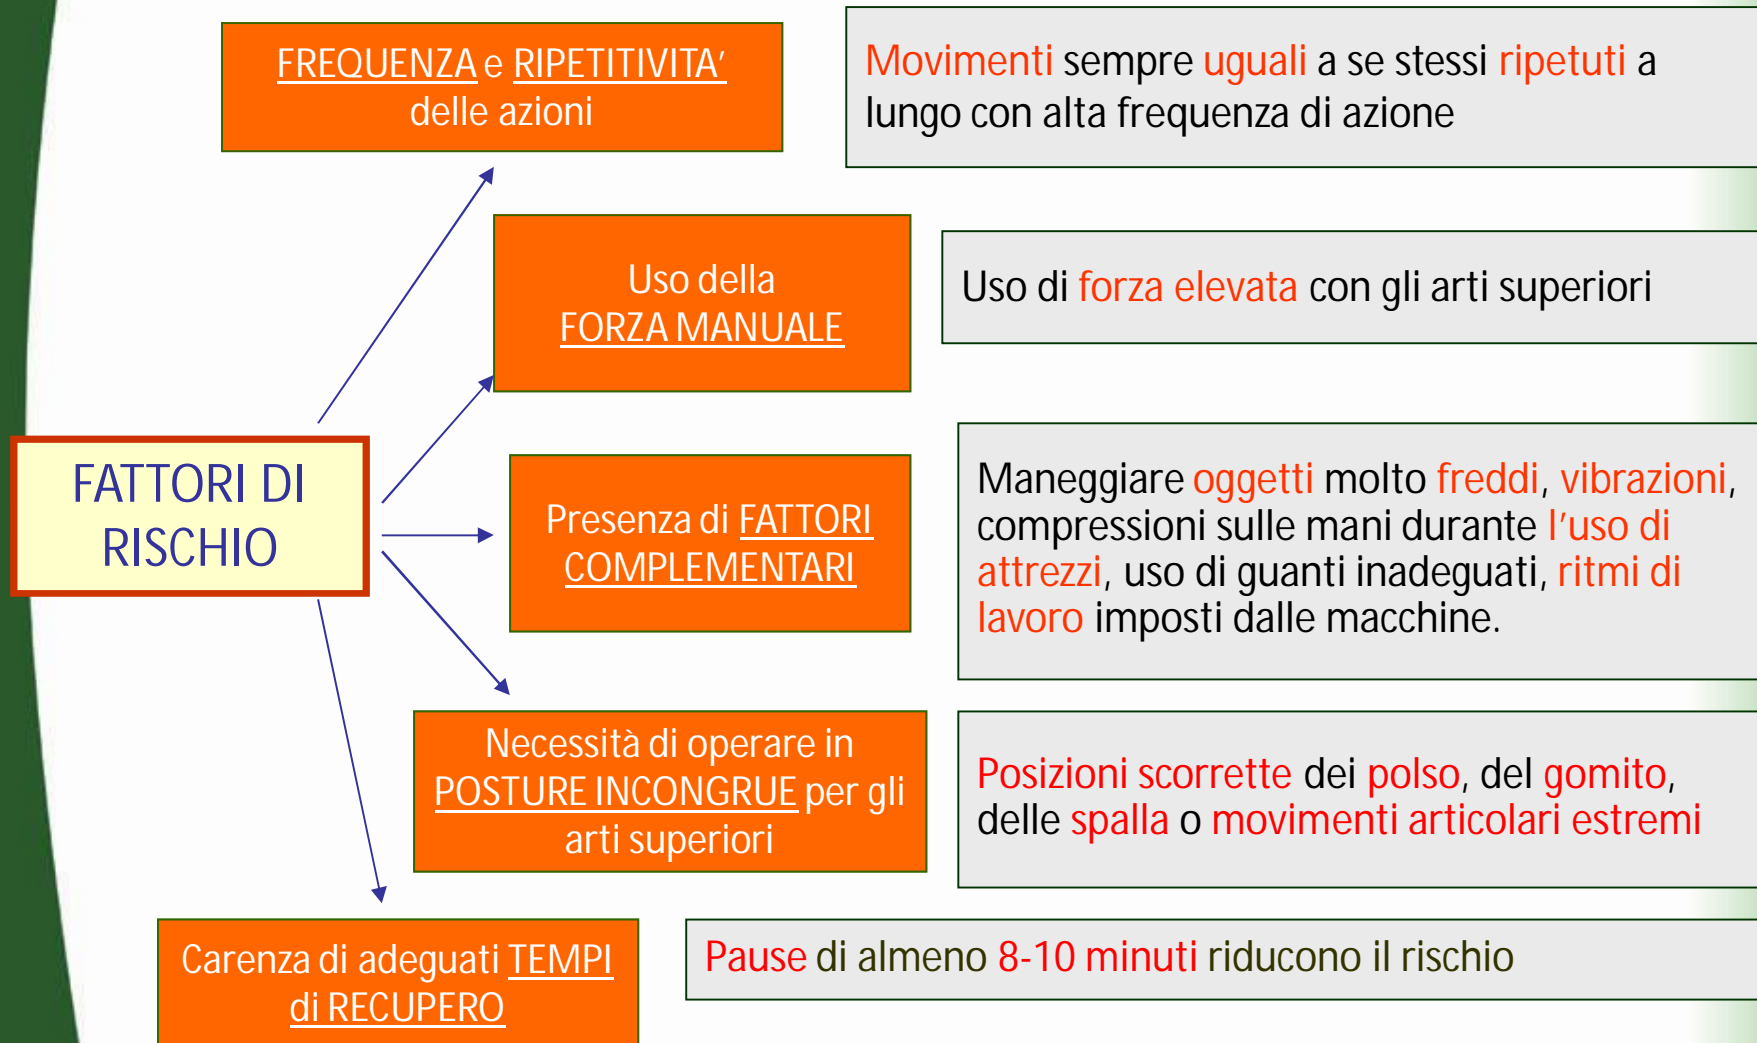 FREQUENZA e RIPETITIVITA'
delle azioni
Movimenti sempre uguali a se stessi ripetuti a
lungo con alta frequenza di azione
Uso della
FORZA MANUALE
Uso di forza elevata con gli arti superiori
FATTORI DI
RISCHIO
Presenza di FATTORI
COMPLEMENTARI
Maneggiare oggetti molto freddi, vibrazioni,
compressioni sulle mani durante l'uso di
attrezzi, uso di guanti inadeguati, ritmi di
lavoro imposti dalle macchine.
Necessità di operare in
POSTURE INCONGRUE per gli
arti superiori
Posizioni scorrette dei polso, del gomito,
delle spalla o movimenti articolari estremi
Carenza di adeguati TEMPI
di RECUPERO
Pause di almeno 8-10 minuti riducono il rischio